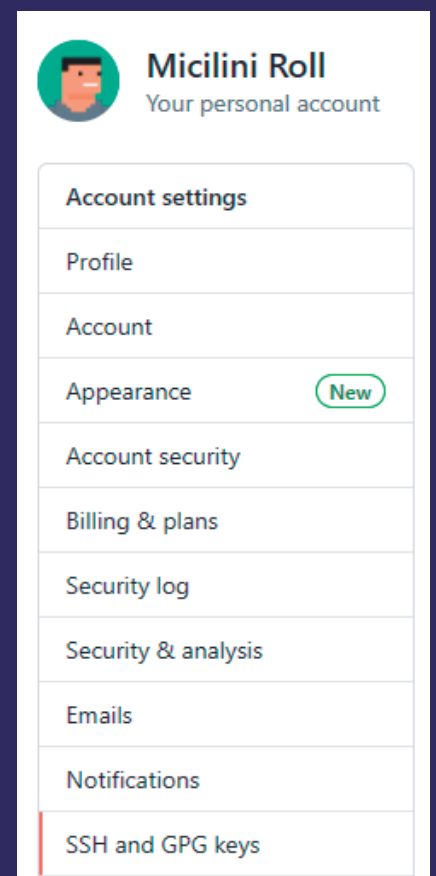 Micilini Roll
Your personal account
Account settings
Profile
Account
Appearance New
Account security
Billing & plans
Security log
Security & analysis
Emails
Notifications
SSH and GPG keys